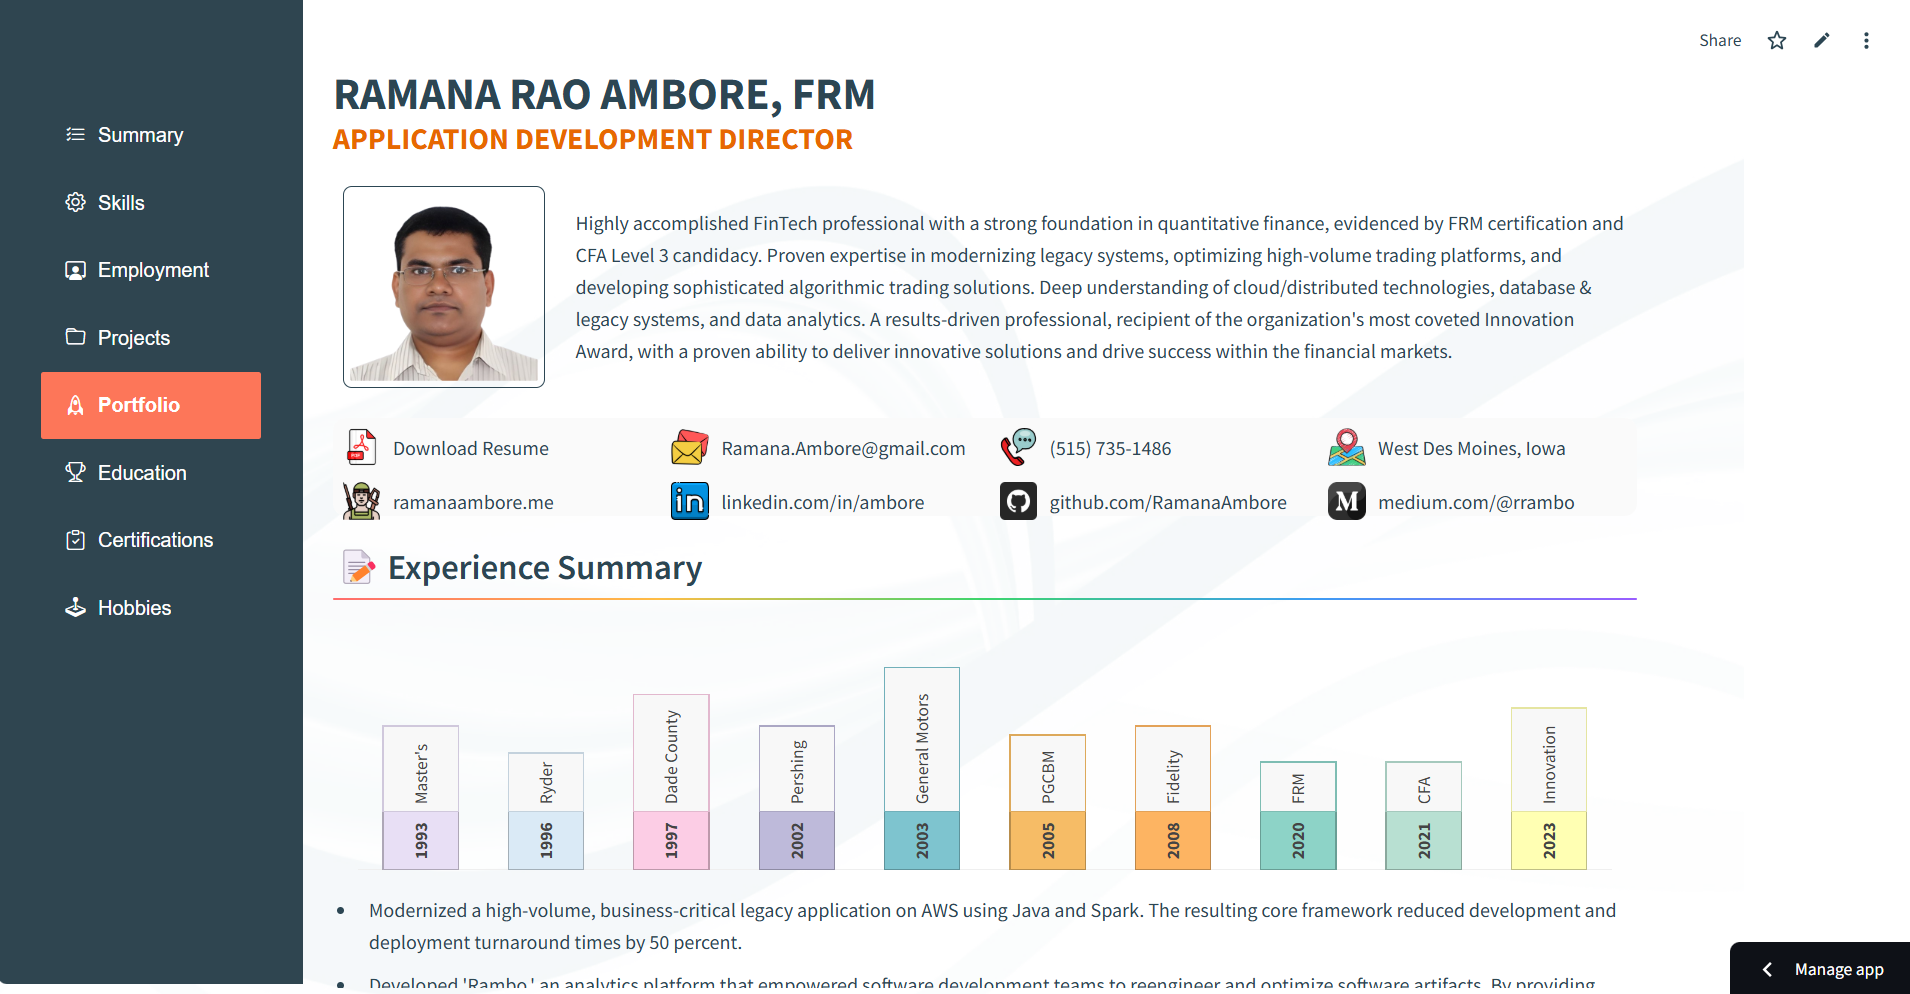 Share
Summary
Skills
Employment
Projects
Portfolio
Education
Certifications
Hobbies
RAMANA RAO AMBORE, FRM
APPLICATION DEVELOPMENT DIRECTOR
Highly accomplished FinTech professional with a strong foundation in quantitative finance, evidenced by FRM certification and
CFA Level 3 candidacy. Proven expertise in modernizing legacy systems, optimizing high-volume trading platforms, and
developing sophisticated algorithmic trading solutions. Deep understanding of cloud/distributed technologies, database &
legacy systems, and data analytics. A results-driven professional, recipient of the organization's most coveted Innovation
Award, with a proven ability to deliver innovative solutions and drive success within the financial markets.
PDF
Download Resume
Ramana.Ambore@gmail.com
(515) 735-1486
West Des Moines, Iowa
ramanaambore.me
in
linkedin.com/in/ambore
github.com/RamanaAmbore
M
medium.com/@rrambo
Experience Summary
Master's
1993
Ryder
1996
Dade County
1997
Pershing
2002
General Motors
2003
PGCBM
2005
Fidelity
2008
FRM
2020
CFA
2021
Innovation
2023
Modernized a high-volume, business-critical legacy application on AWS using Java and Spark. The resulting core framework reduced development and
deployment turnaround times by 50 percent.
Developed 'Rambo,' an analytics platform that empowered software development teams to reengineer and optimize software artifacts. By providing
Manage app